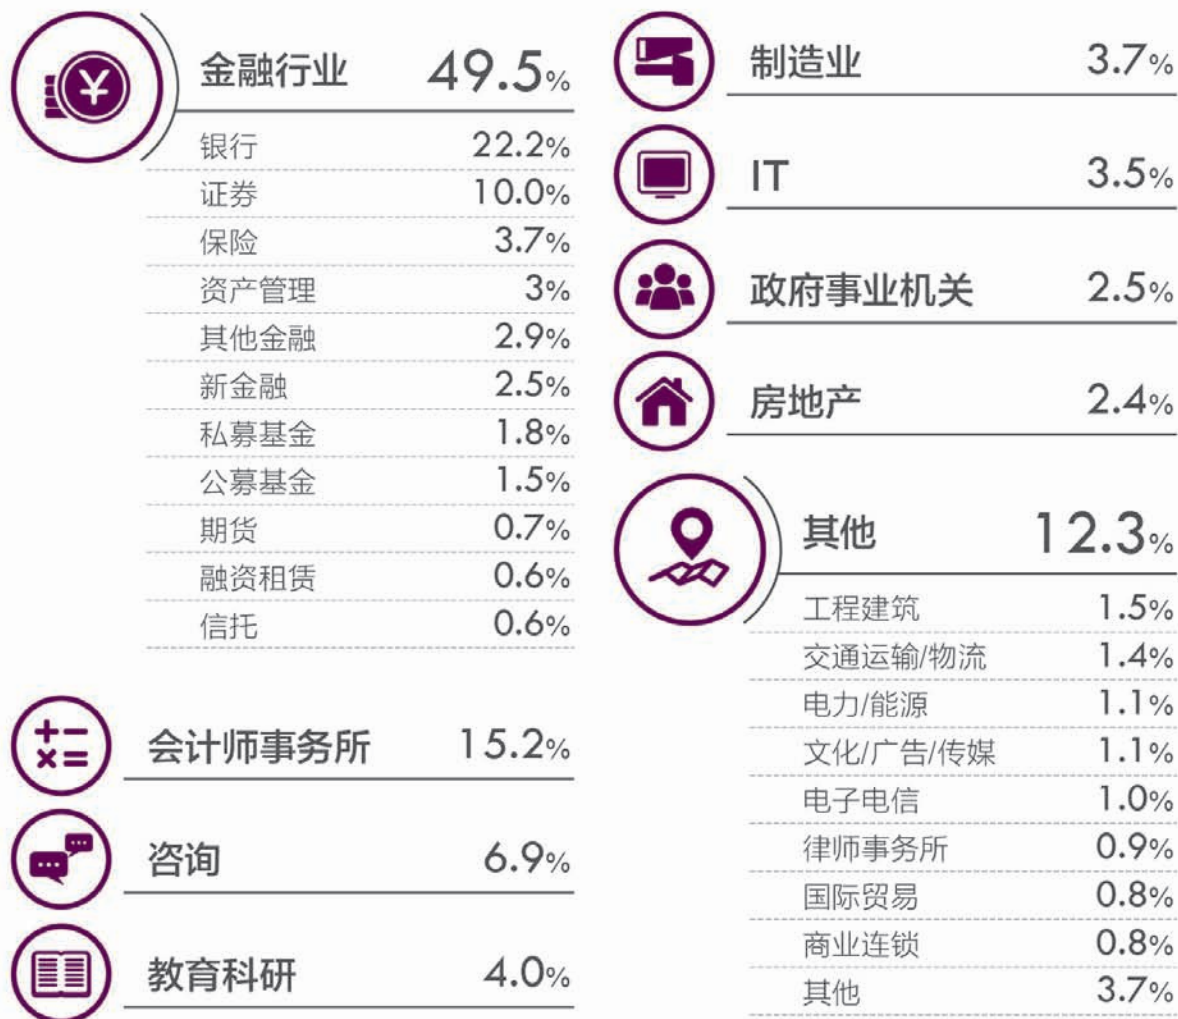 金融行业 49.5%
银行 22.2%
证券 10.0%
保险 3.7%
资产管理 3%
其他金融 2.9%
新金融 2.5%
私募基金 1.8%
公募基金 1.5%
期货 0.7%
融资租赁 0.6%
信托 0.6%
会计师事务所 15.2%
咨询 6.9%
教育科研 4.0%
制造业 3.7%
IT 3.5%
政府事业机关 2.5%
房地产 2.4%
其他 12.3%
工程建筑 1.5%
交通运输/物流 1.4%
电力/能源 1.1%
文化/广告/传媒 1.1%
电子电信 1.0%
律师事务所 0.9%
国际贸易 0.8%
商业连锁 0.8%
其他 3.7%